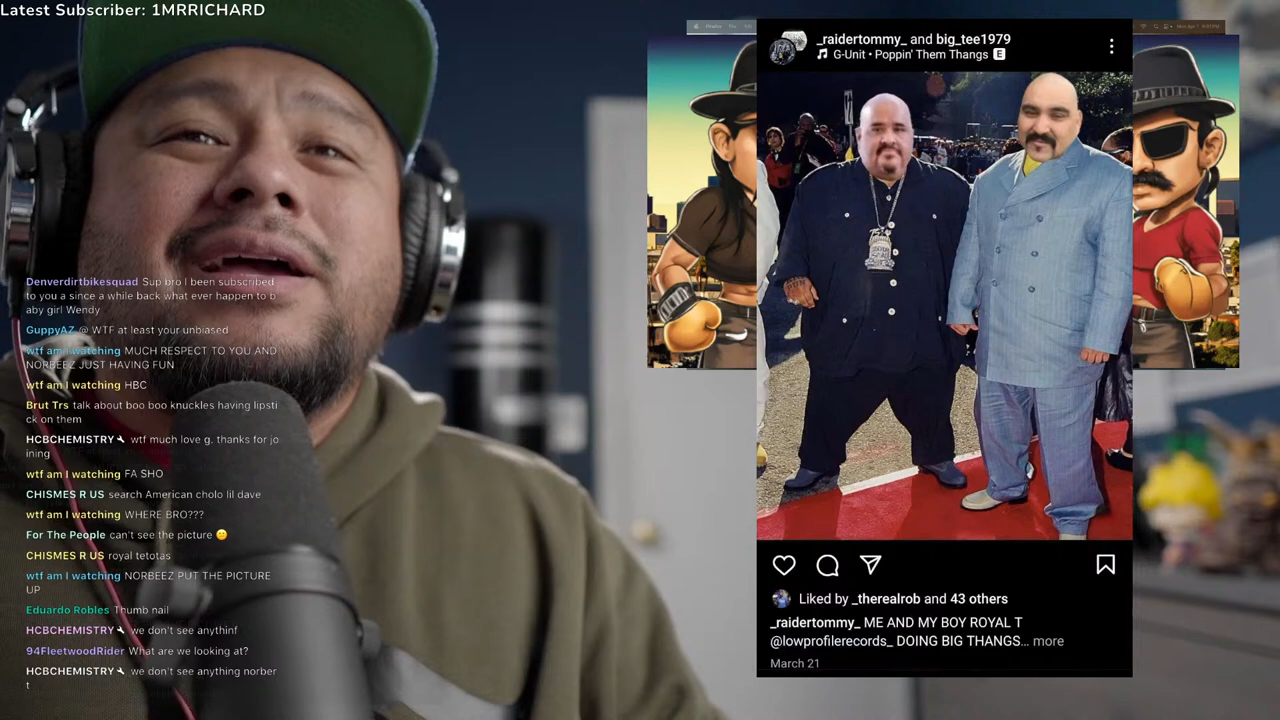 Latest Subscriber: 1MRRICHARD
Denverdirtbikesquad Sup bro I been subscribed
to you a since a while back what ever happen to b
aby girl Wendy
GuppyAZ @ WTF at least your unbiased
wtf am I watching MUCH RESPECT TO YOU AND
NORBEEZ JUST HAVING FUN
wtf am I watching HBC
Brut Trs talk about boo boo knuckles having lipsti
ck on them
HCBCHEMISTRY wtf much love g. thanks for jo
ining
wtf am I watching FA SHO
CHISMES R US search American cholo lil dave
wtf am I watching WHERE BRO???
For The People can't see the picture 😐
CHISMES R US royal tetotas
wtf am I watching NORBEEZ PUT THE PICTURE
UP
Eduardo Robles Thumb nail
HCBCHEMISTRY we don't see anythinf
94FleetwoodRider What are we looking at?
HCBCHEMISTRY we don't see anything norber
t
_raidertommy_ and big_tee1979
G-Unit • Poppin' Them Thangs E
Liked by _therealrob and 43 others
_raidertommy_ ME AND MY BOY ROYAL T
@lowprofilerecords_ DOING BIG THANGS... more
March 21